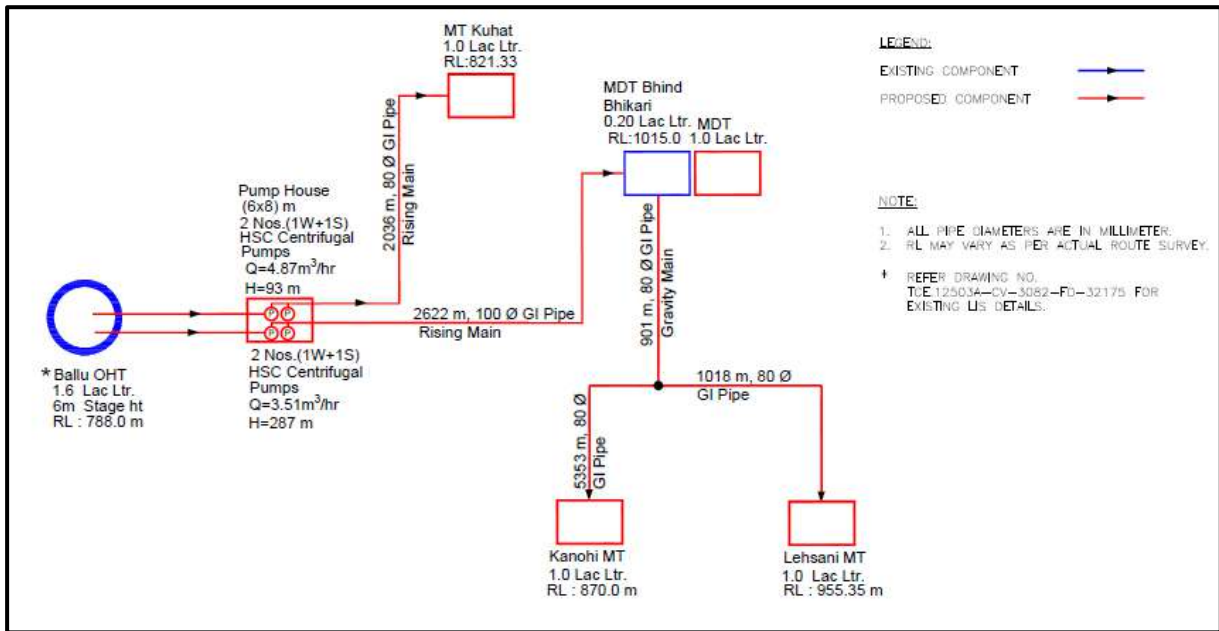 MT Kuhat
1.0 Lac Ltr.
RL:821.33
MDT Bhind
Bhikari
0.20 Lac Ltr.
RL:1015.0
MDT
1.0 Lac Ltr.
LEGEND:
EXISTING COMPONENT
PROPOSED COMPONENT
2036 m, 80 Ø GI Pipe
Rising Main
Pump House
(6x8) m
2 Nos.(1W+1S)
HSC Centrifugal
Pumps
Q=4.87m³/hr
H=93 m
P P
P P
2622 m, 100 Ø GI Pipe
Rising Main
901 m, 80 Ø GI Pipe
Gravity Main
NOTE:
1. ALL PIPE DIAMETERS ARE IN MILLIMETER.
2. RL MAY VARY AS PER ACTUAL ROUTE SURVEY.
* REFER DRAWING NO.
TCE.12503A-CV-3082-FD-32175 FOR
EXISTING LIS DETAILS.
* Ballu OHT
1.6 Lac Ltr.
6m Stage ht
RL : 788.0 m
2 Nos.(1W+1S)
HSC Centrifugal
Pumps
Q=3.51m³/hr
H=287 m
1018 m, 80 Ø
GI Pipe
5353 m, 80 Ø
GI Pipe
Kanohi MT
1.0 Lac Ltr.
RL : 870.0 m
Lehsani MT
1.0 Lac Ltr.
RL : 955.35 m